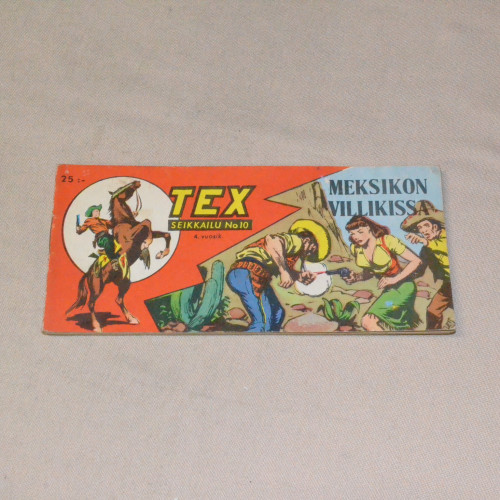 25
TEX
SEIKKAILU No 10
MEKSIKON
VILLIKISSA